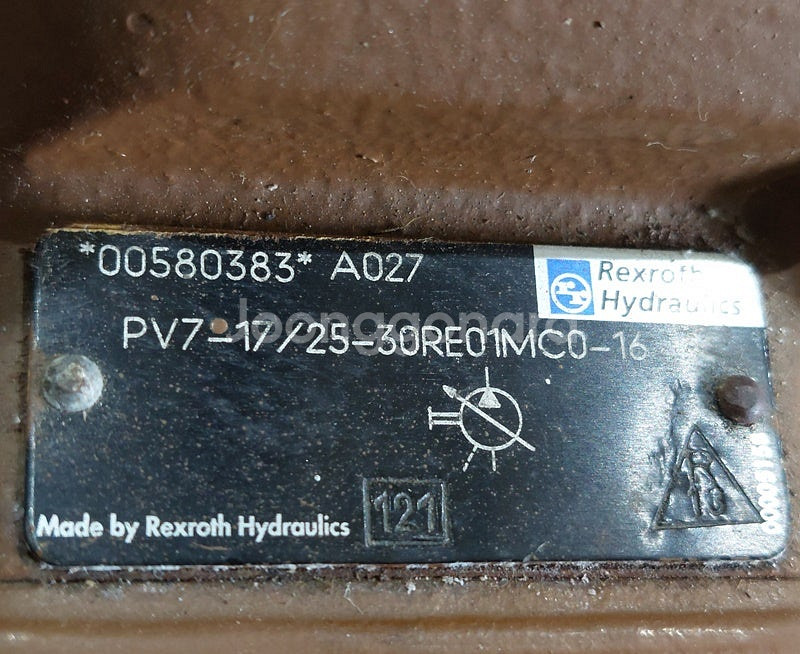 *00580383* A027
Rexroth
Hydraulics
PV7-17/25-30RE01MC0-16
Made by Rexroth Hydraulics
121